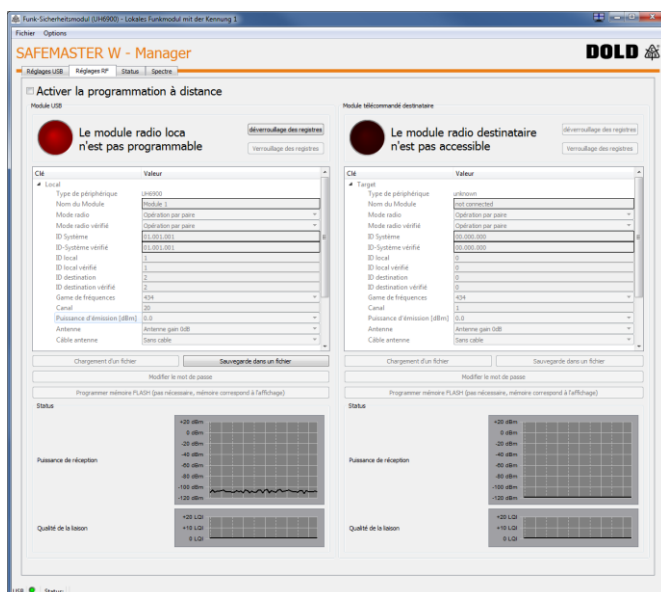 Funk-Sicherheitsmodul (UH6900) - Lokales Funkmodul mit der Kennung 1
Fichier Options
SAFEMASTER W - Manager
DOLD
Réglages USB Réglages RF Status Spectre
Activer la programmation à distance
Module USB
Le module radio loca
n'est pas programmable
déverrouillage des registres
Verrouillage des registres
Clé Valeur
Local
Type de périphérique UH6900
Nom du Module Module 1
Mode radio Opération par paire
Mode radio vérifié Opération par paire
ID Système 01.001.001
ID-Système vérifié 01.001.001
ID local 1
ID local vérifié 1
ID destination 2
ID destination vérifié 2
Game de fréquences 434
Canal 20
Puissance d'émission [dBm] 0.0
Antenne Antenne gain 0dB
Câble antenne Sans cable
Chargement d'un fichier Sauvegarde dans un fichier
Modifier le mot de passe
Programmer mémoire FLASH (pas nécessaire, mémoire correspond à l'affichage)
Status
Puissance de réception
+20 dBm
0 dBm
-20 dBm
-40 dBm
-60 dBm
-80 dBm
-100 dBm
-120 dBm
Qualité de la liaison
+20 LQI
+10 LQI
0 LQI
Module télécommandé destinataire
Le module radio destinataire
n'est pas accessible
déverrouillage des registres
Verrouillage des registres
Clé Valeur
Target
Type de périphérique unknown
Nom du Module not connected
Mode radio Opération par paire
Mode radio vérifié Opération par paire
ID Système 00.000.000
ID-Système vérifié 00.000.000
ID local 0
ID local vérifié 0
ID destination 0
ID destination vérifié 0
Game de fréquences 434
Canal 1
Puissance d'émission [dBm] 0.0
Antenne Antenne gain 0dB
Câble antenne Sans cable
Chargement d'un fichier Sauvegarde dans un fichier
Modifier le mot de passe
Programmer mémoire FLASH (pas nécessaire, mémoire correspond à l'affichage)
Status
Puissance de réception
+20 dBm
0 dBm
-20 dBm
-40 dBm
-60 dBm
-80 dBm
-100 dBm
-120 dBm
Qualité de la liaison
+20 LQI
+10 LQI
0 LQI
USB Status: